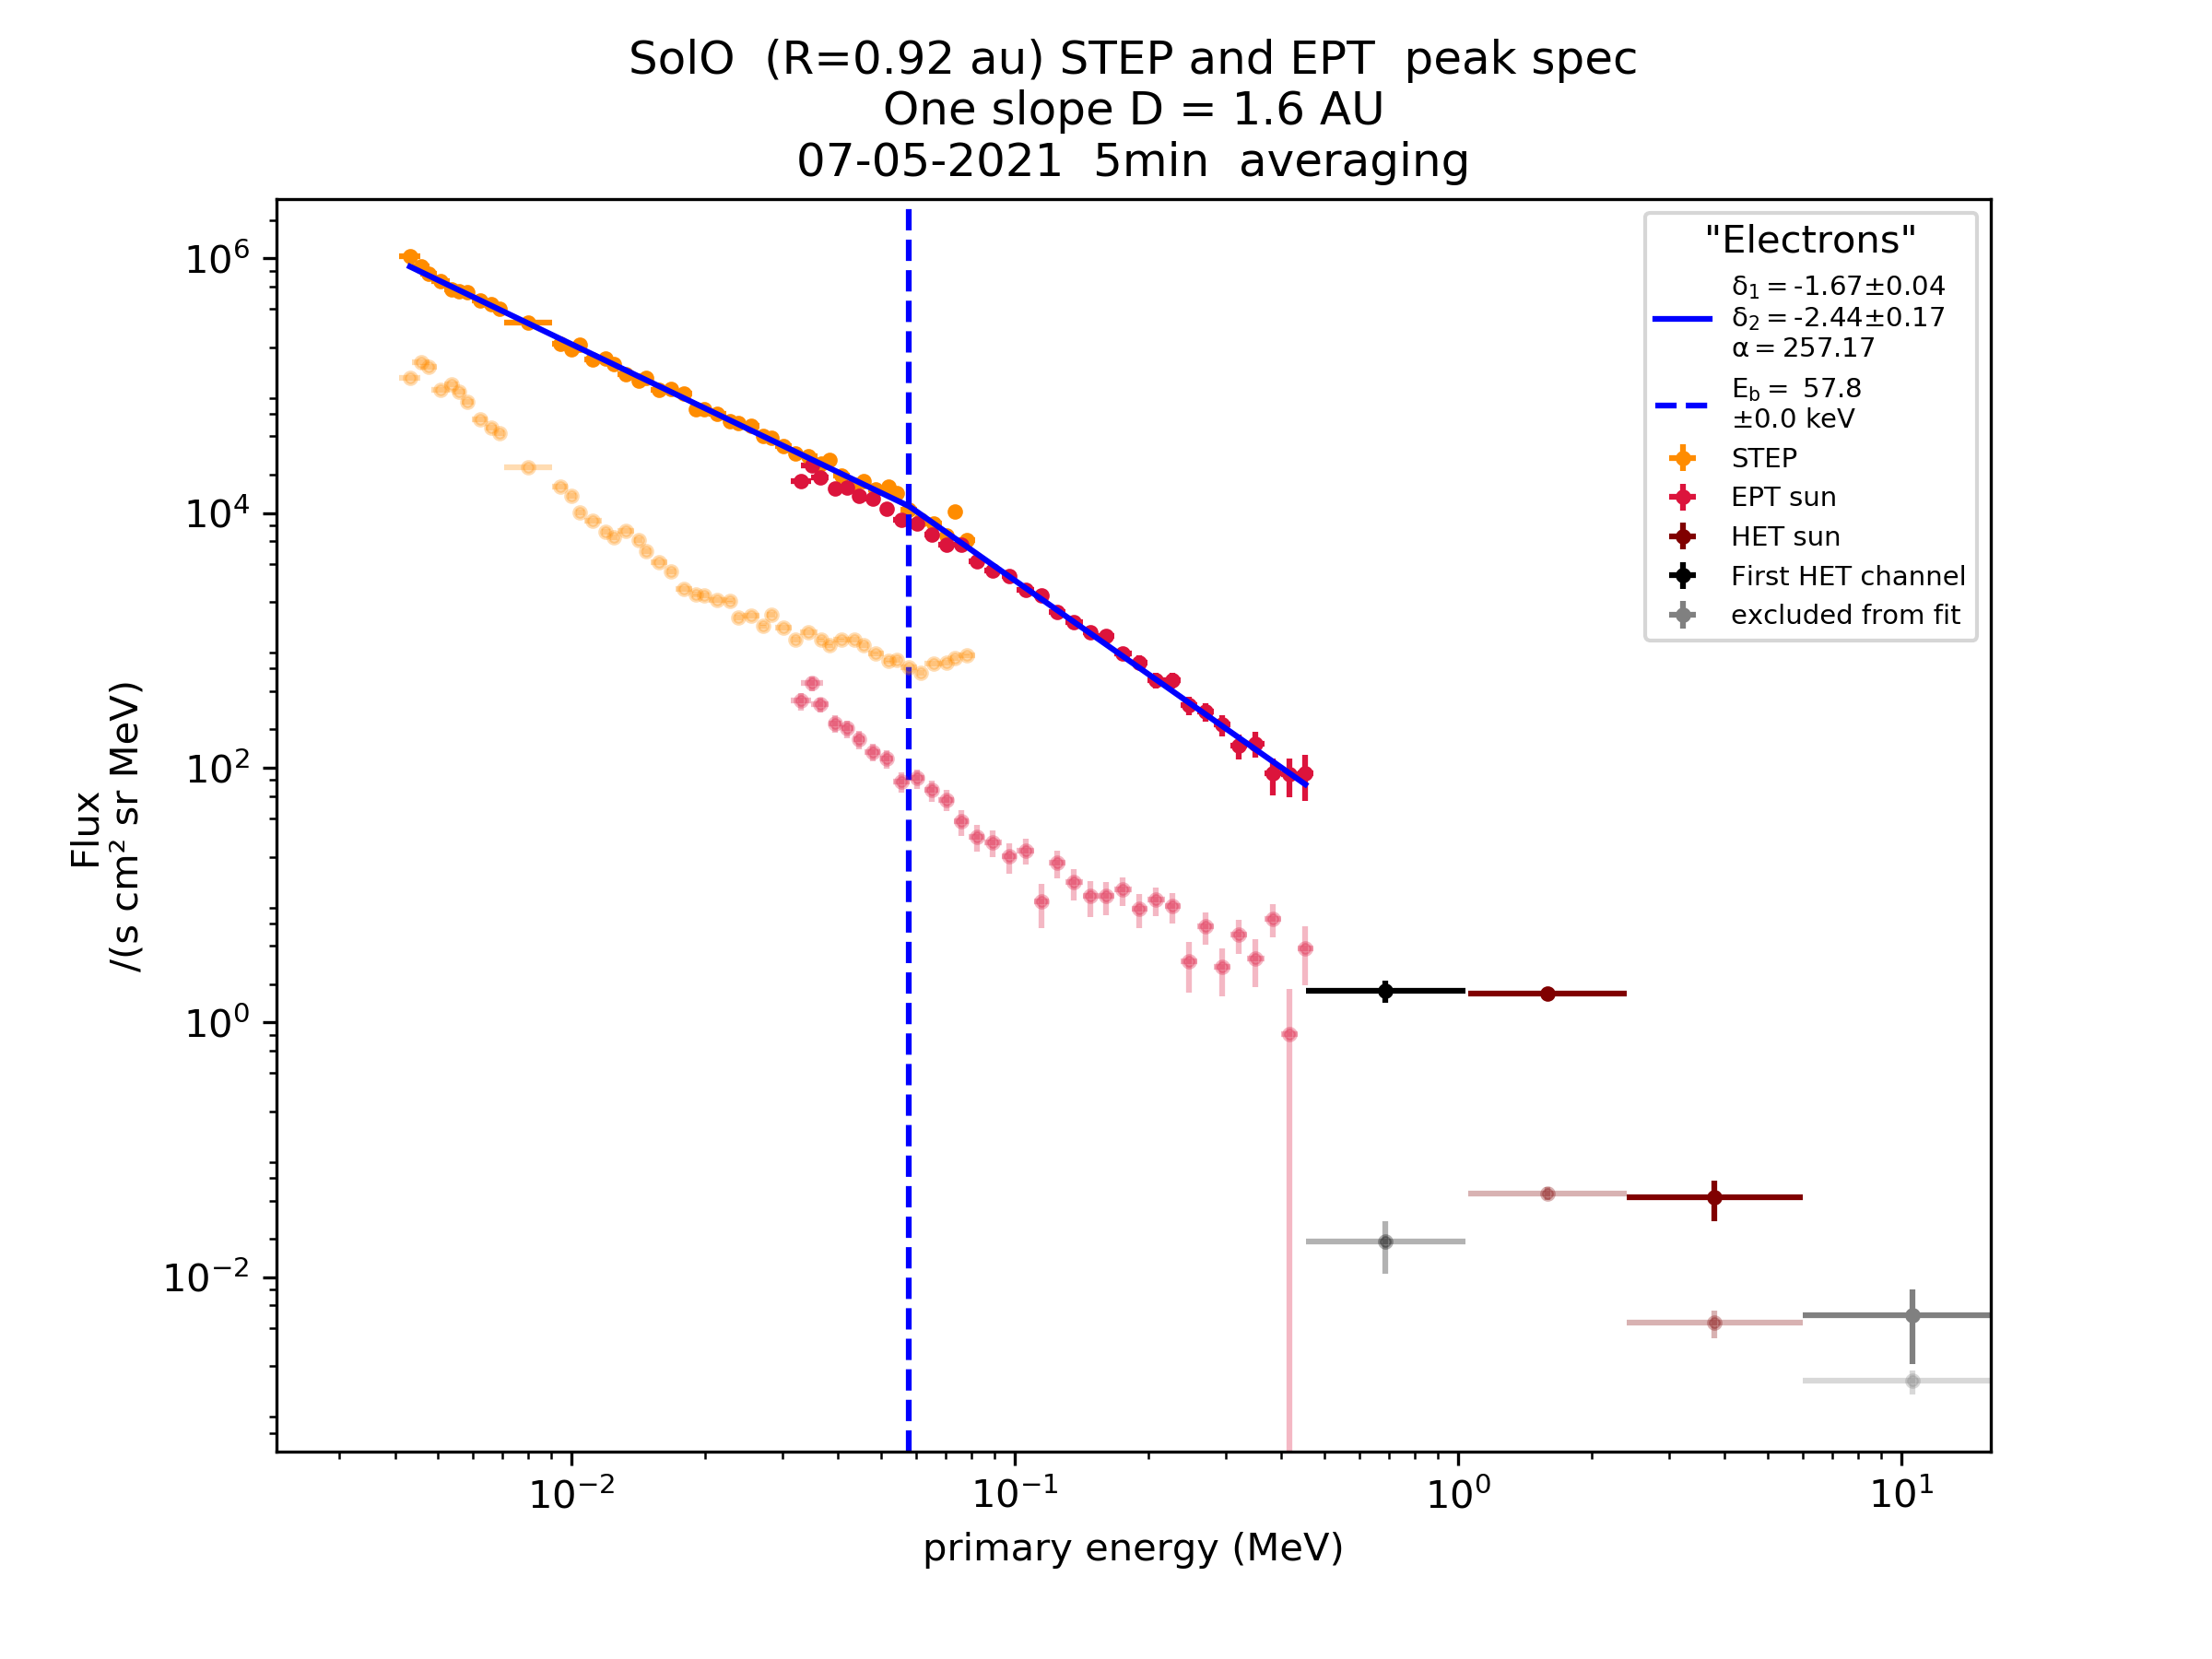 SolO  (R=0.92 au) STEP and EPT  peak spec
One slope D = 1.6 AU
07-05-2021  5min  averaging
"Electrons"
δ₁ = -1.67±0.04
δ₂ = -2.44±0.17
α = 257.17
E_b = 57.8
±0.0 keV
STEP
EPT sun
HET sun
First HET channel
excluded from fit
Flux
/(s cm² sr MeV)
10⁶
10⁴
10²
10⁰
10⁻²
10⁻²
10⁻¹
10⁰
10¹
primary energy (MeV)